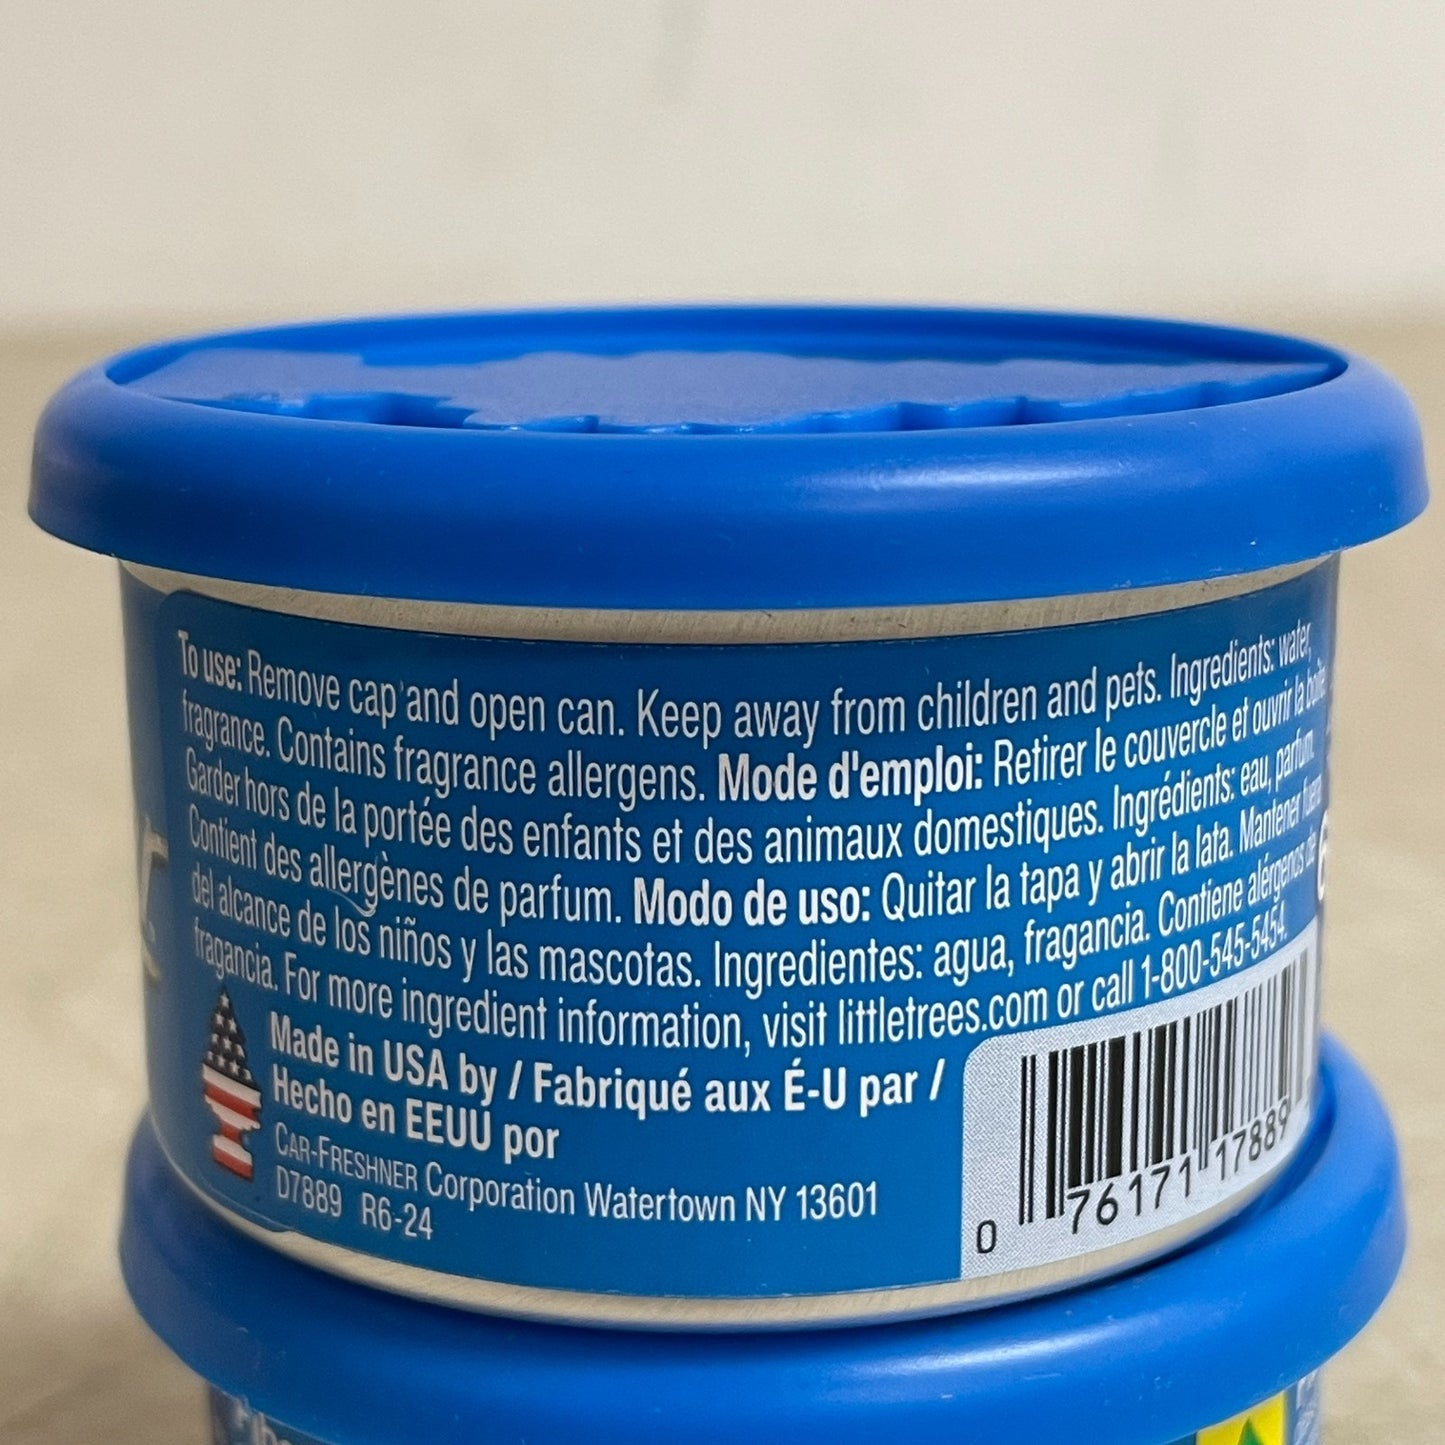 To use: Remove cap and open can. Keep away from children and pets. Ingredients: water,
fragrance. Contains fragrance allergens. Mode d'emploi: Retirer le couvercle et ouvrir la boîte.
Garder hors de la portée des enfants et des animaux domestiques. Ingrédients: eau, parfum.
Contient des allergènes de parfum. Modo de uso: Quitar la tapa y abrir la lata. Mantener fuera
del alcance de los niños y las mascotas. Ingredientes: agua, fragancia. Contiene alérgenos de
fragancia. For more ingredient information, visit littletrees.com or call 1-800-545-5454.
Made in USA by / Fabriqué aux É-U par /
Hecho en EEUU por
CAR-FRESHNER Corporation Watertown NY 13601
D7889 R6-24
0 76171 17889